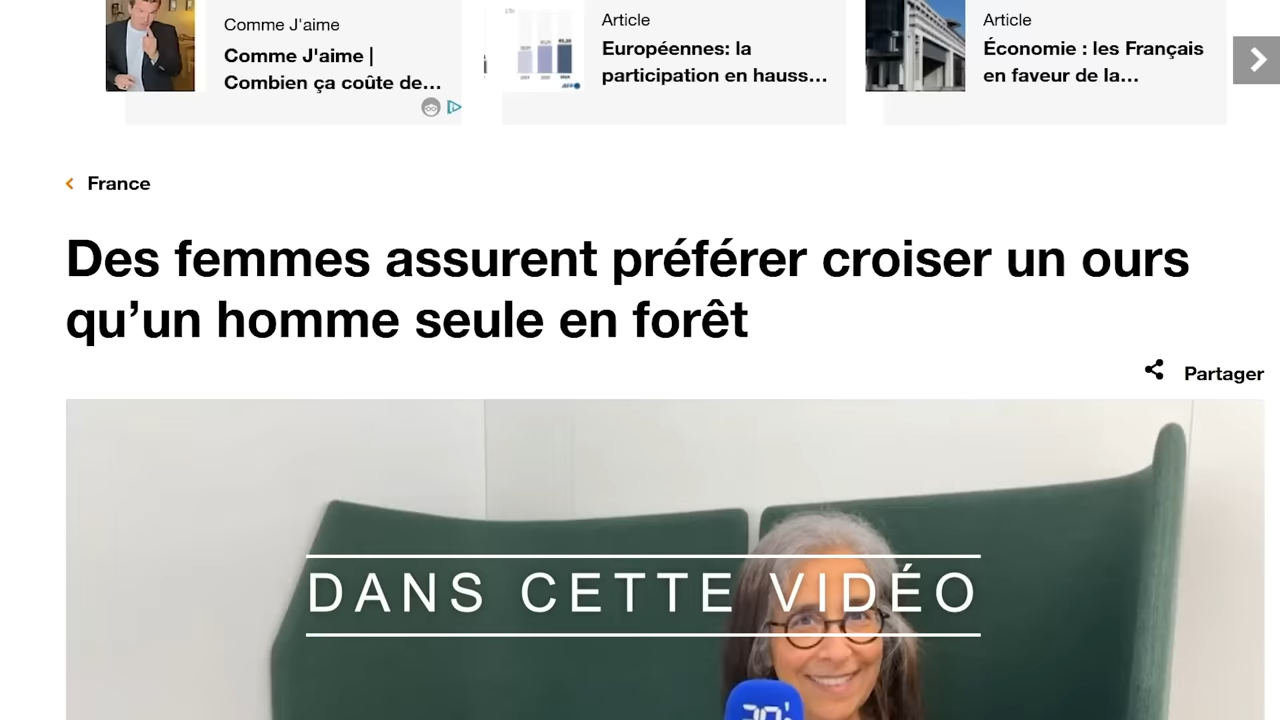 Comme J'aime
Comme J'aime |
Combien ça coûte de...
Article
Européennes: la
participation en hauss...
Article
Économie : les Français
en faveur de la...
France
Des femmes assurent préférer croiser un ours
qu’un homme seule en forêt
Partager
DANS CETTE VIDÉO